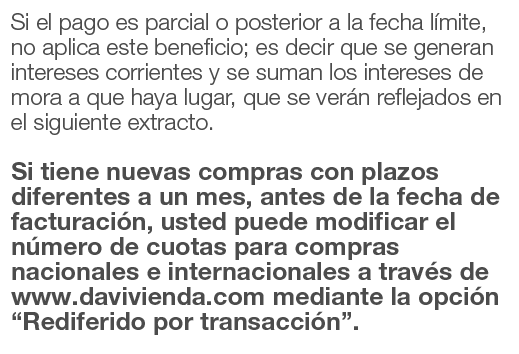 Si el pago es parcial o posterior a la fecha límite,
no aplica este beneficio; es decir que se generan
intereses corrientes y se suman los intereses de
mora a que haya lugar, que se verán reflejados en
el siguiente extracto.
Si tiene nuevas compras con plazos
diferentes a un mes, antes de la fecha de
facturación, usted puede modificar el
número de cuotas para compras
nacionales e internacionales a través de
www.davivienda.com mediante la opción
“Rediferido por transacción”.